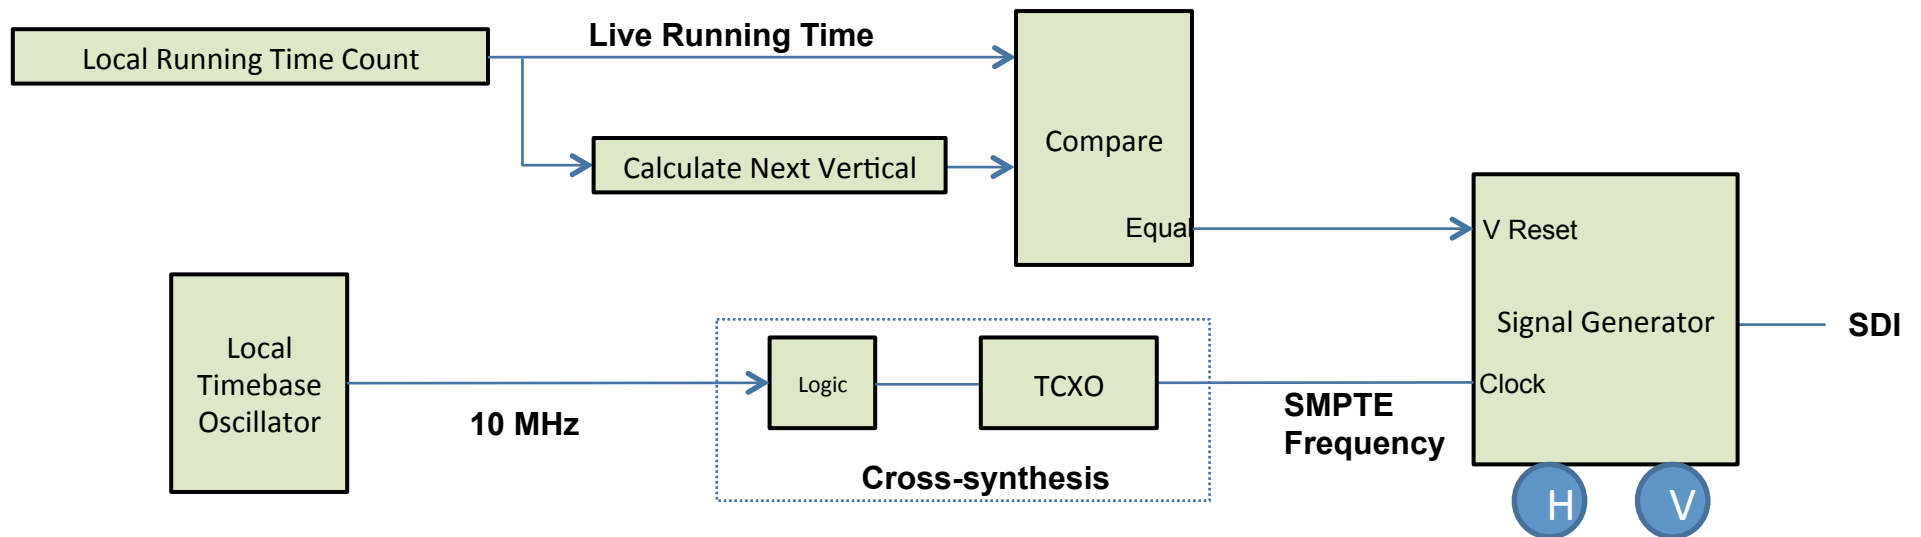 Live Running Time
Local Running Time Count
Compare
Calculate Next Vertical
Equal
V Reset
Signal Generator
SDI
Local
Timebase
Oscillator
10 MHz
Logic
TCXO
Clock
SMPTE
Frequency
Cross-synthesis
H
V